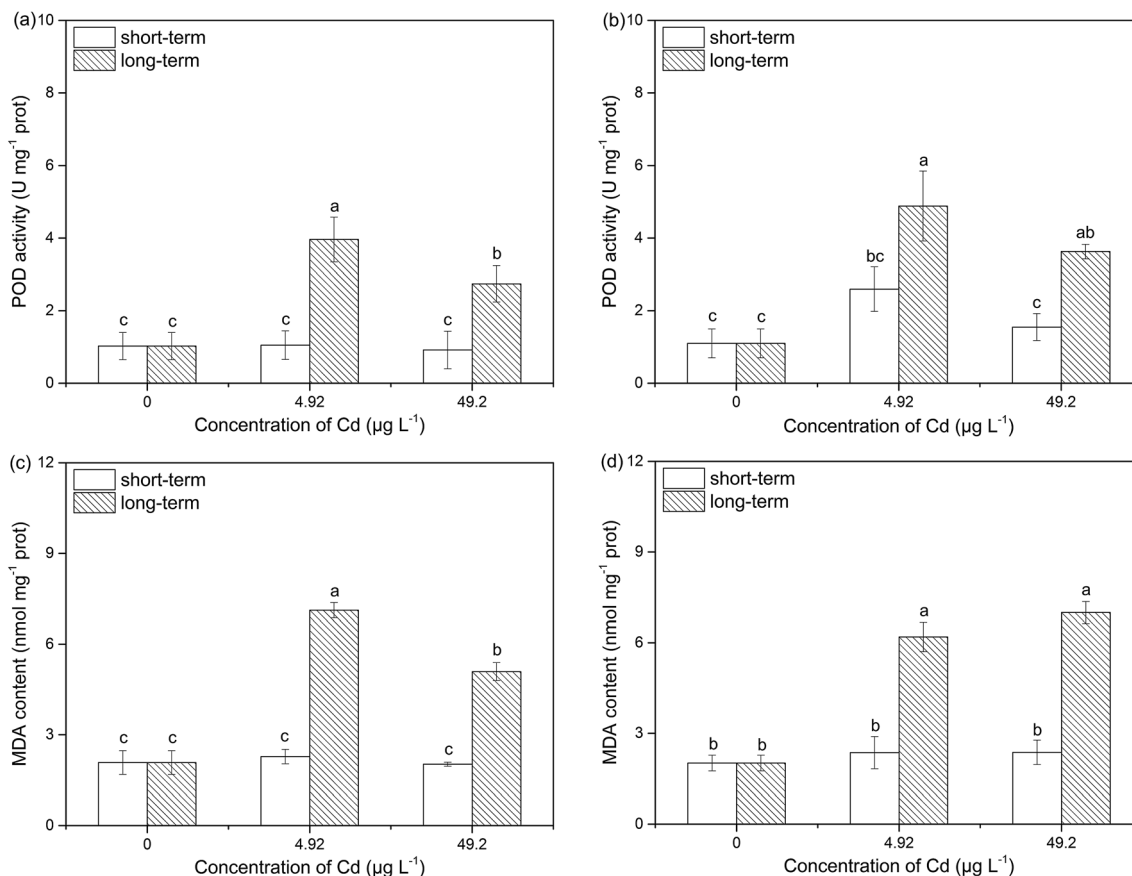 (a)
short-term
long-term
POD activity (U mg⁻¹ prot)
10
8
6
4
2
0
c
c
c
a
c
b
0
4.92
49.2
Concentration of Cd (µg L⁻¹)
(b)
short-term
long-term
POD activity (U mg⁻¹ prot)
10
8
6
4
2
0
c
c
bc
a
c
ab
0
4.92
49.2
Concentration of Cd (µg L⁻¹)
(c)
short-term
long-term
MDA content (nmol mg⁻¹ prot)
12
9
6
3
0
c
c
c
a
c
b
0
4.92
49.2
Concentration of Cd (µg L⁻¹)
(d)
short-term
long-term
MDA content (nmol mg⁻¹ prot)
12
9
6
3
0
b
b
b
a
b
a
0
4.92
49.2
Concentration of Cd (µg L⁻¹)